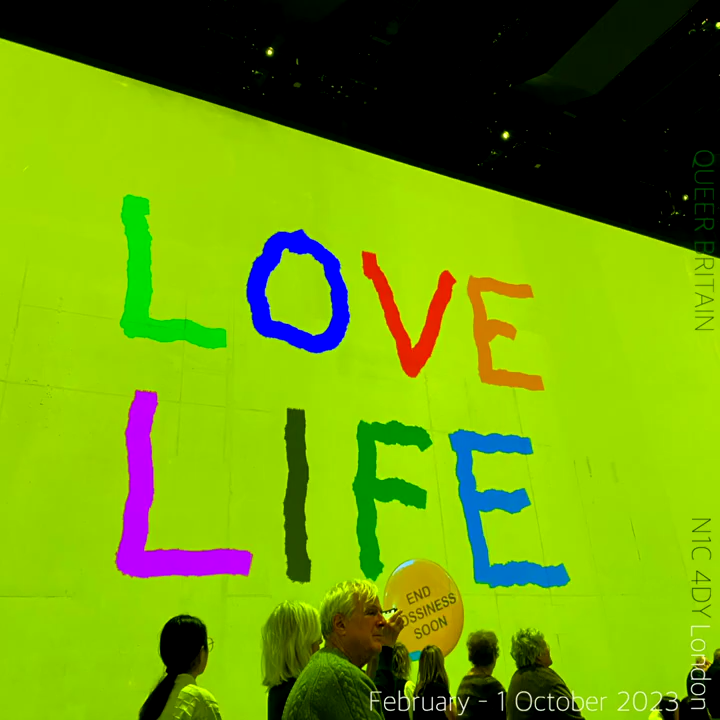 LOVE
LIFE
END
OSSINESS
SOON
QUEER BRITAIN
N1C 4DY London
February - 1 October 2023